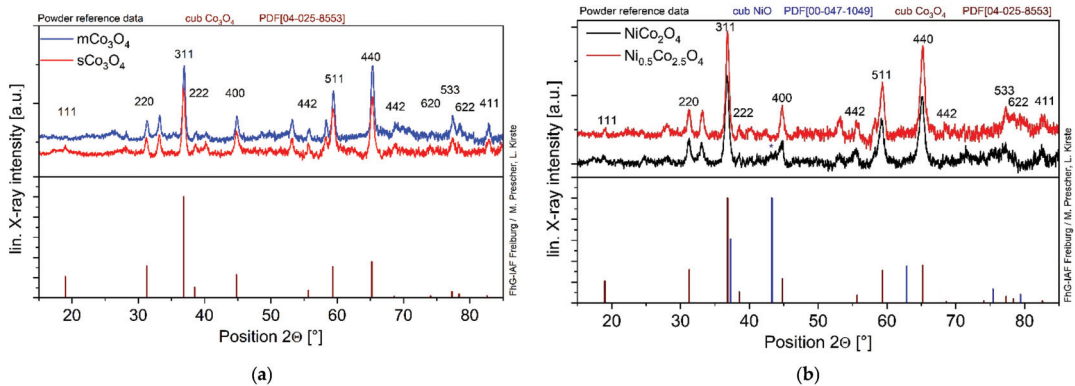 Powder reference data cub Co₃O₄ PDF[04-025-8553]
mCo₃O₄
sCo₃O₄
111 220 311 222 400 442 511 440 442 620 533 622 411
lin. X-ray intensity [a.u.]
20 30 40 50 60 70 80
Position 2Θ [°]
FhG-IAF Freiburg / M. Prescher, L. Kirste
(a)
Powder reference data cub NiO PDF[00-047-1049] cub Co₃O₄ PDF[04-025-8553]
NiCo₂O₄
Ni₀.₅Co₂.₅O₄
111 220 311 222 * 400 442 511 440 442 533 622 411
lin. X-ray intensity [a.u.]
20 30 40 50 60 70 80
Position 2Θ [°]
FhG-IAF Freiburg / M. Prescher, L. Kirste
(b)